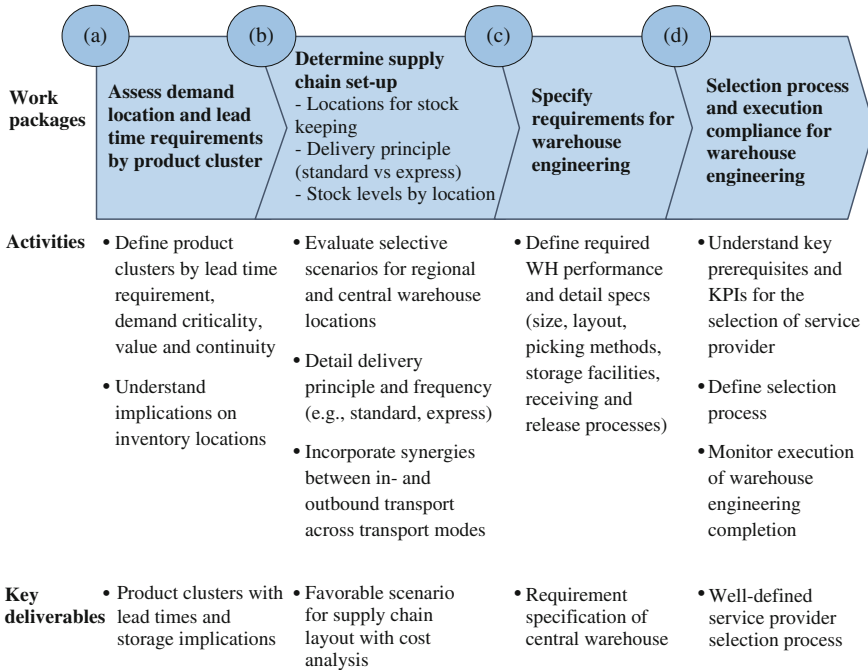 (a)
(b)
(c)
(d)
Work
packages
Assess demand
location and lead
time requirements
by product cluster
Determine supply
chain set-up
- Locations for stock
keeping
- Delivery principle
(standard vs express)
- Stock levels by location
Specify
requirements for
warehouse
engineering
Selection process
and execution
compliance for
warehouse
engineering
Activities
• Define product
clusters by lead time
requirement,
demand criticality,
value and continuity
• Understand
implications on
inventory locations
• Evaluate selective
scenarios for regional
and central warehouse
locations
• Detail delivery
principle and frequency
(e.g., standard, express)
• Incorporate synergies
between in- and
outbound transport
across transport modes
• Define required
WH performance
and detail specs
(size, layout,
picking methods,
storage facilities,
receiving and
release processes)
• Understand key
prerequisites and
KPIs for the
selection of service
provider
• Define selection
process
• Monitor execution
of warehouse
engineering
completion
Key
deliverables
• Product clusters with
lead times and
storage implications
• Favorable scenario
for supply chain
layout with cost
analysis
• Requirement
specification of
central warehouse
• Well-defined
service provider
selection process